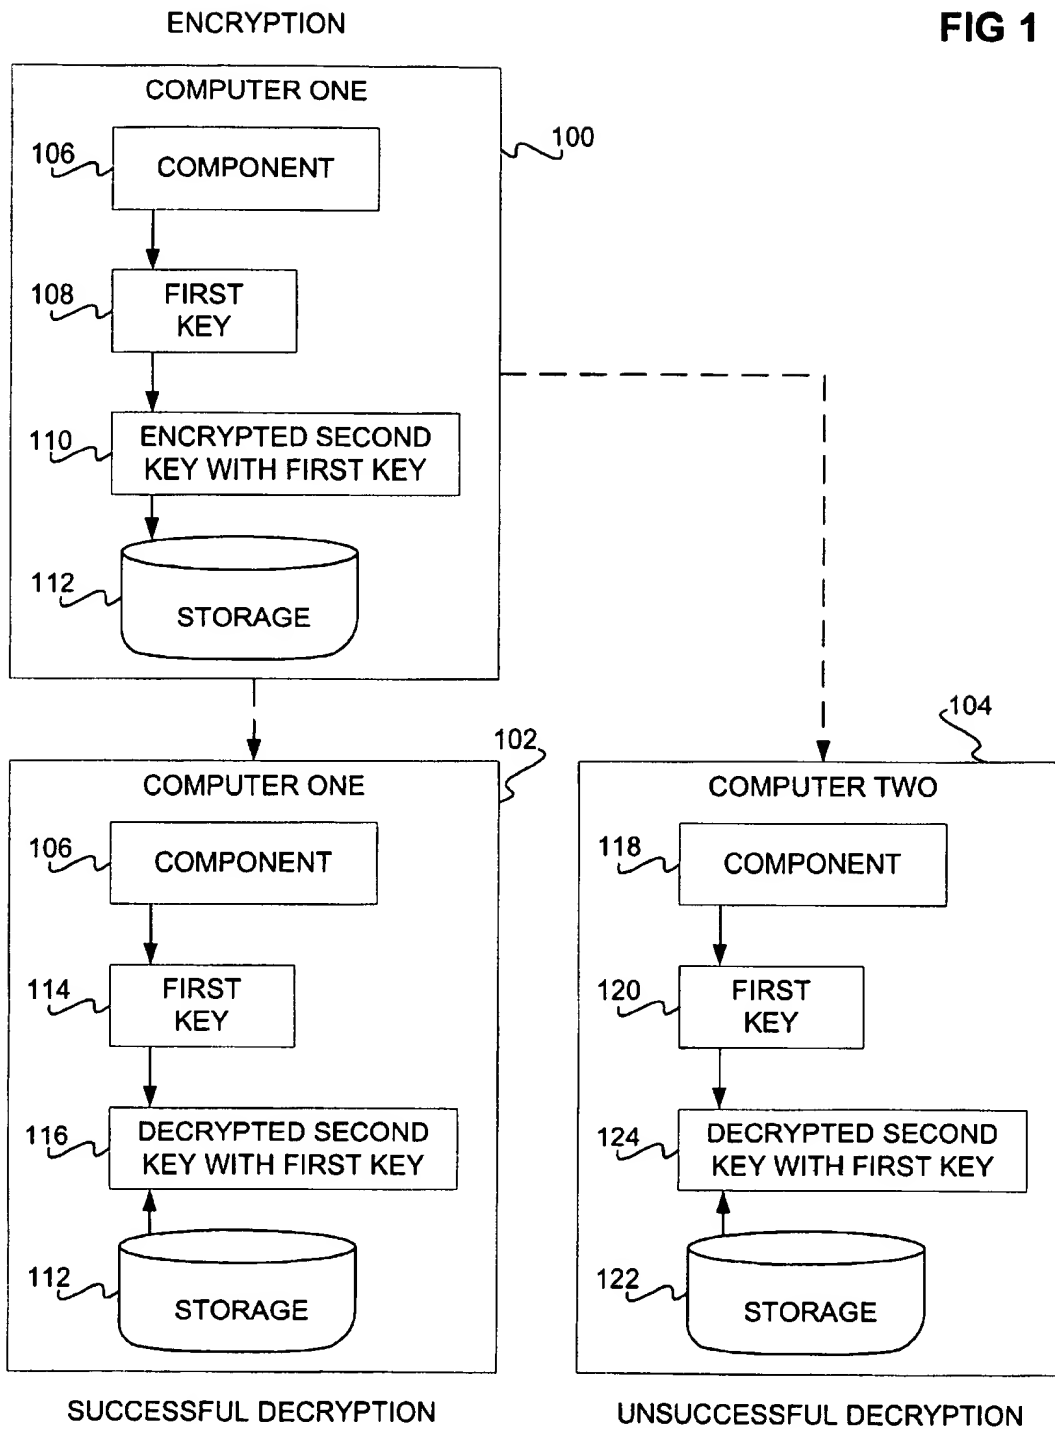 ENCRYPTION
FIG 1
COMPUTER ONE
100
106
COMPONENT
108
FIRST
KEY
110
ENCRYPTED SECOND
KEY WITH FIRST KEY
112
STORAGE
102
COMPUTER ONE
106
COMPONENT
114
FIRST
KEY
116
DECRYPTED SECOND
KEY WITH FIRST KEY
112
STORAGE
SUCCESSFUL DECRYPTION
104
COMPUTER TWO
118
COMPONENT
120
FIRST
KEY
124
DECRYPTED SECOND
KEY WITH FIRST KEY
122
STORAGE
UNSUCCESSFUL DECRYPTION